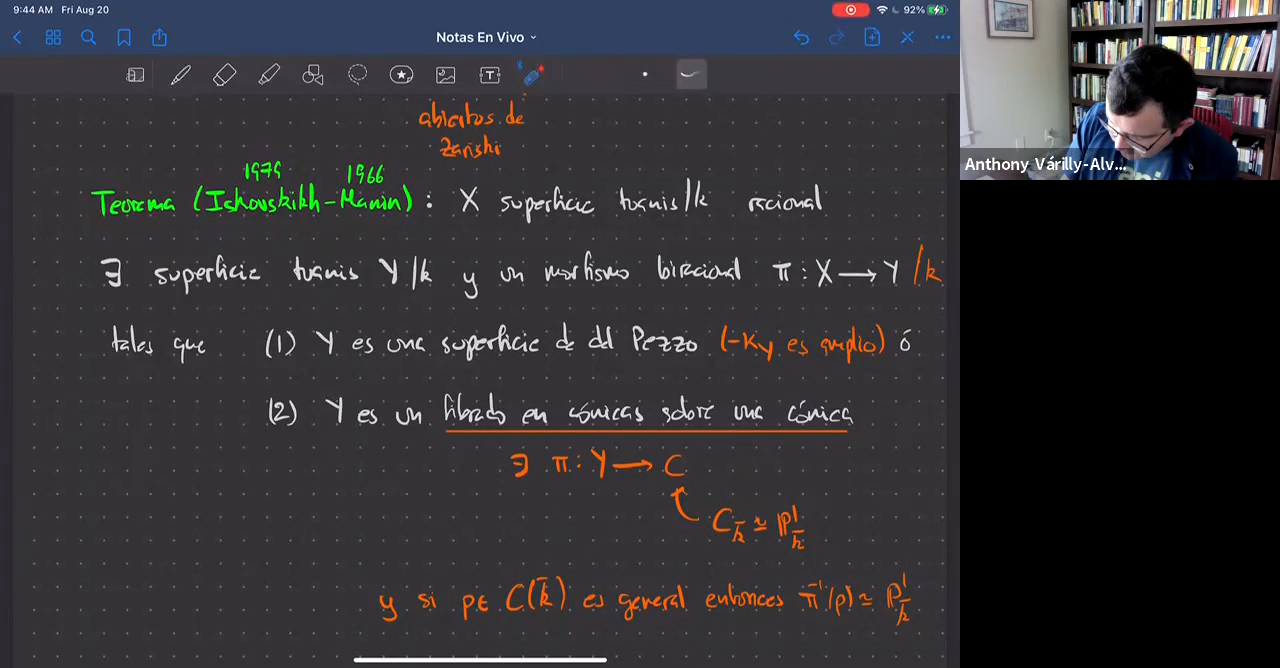 9:44 AM Fri Aug 20
92%
Notas En Vivo
abiertos de
Zariski
1979 1966
Teorema (Iskovskikh-Manin): X superficie tuanis/k racional
∃ superficie tuanis Y/k y un morfismo biracional π: X → Y /k
tales que (1) Y es una superficie de del Pezzo (-K_Y es amplio) ó
(2) Y es un fibrado en cónicas sobre una cónica
∃ π: Y → C
C_k̄ ≃ ℙ¹_k̄
y si p ∈ C(k̄) es general entonces π⁻¹(p) ≃ ℙ¹_k̄
Anthony Várilly-Alv...